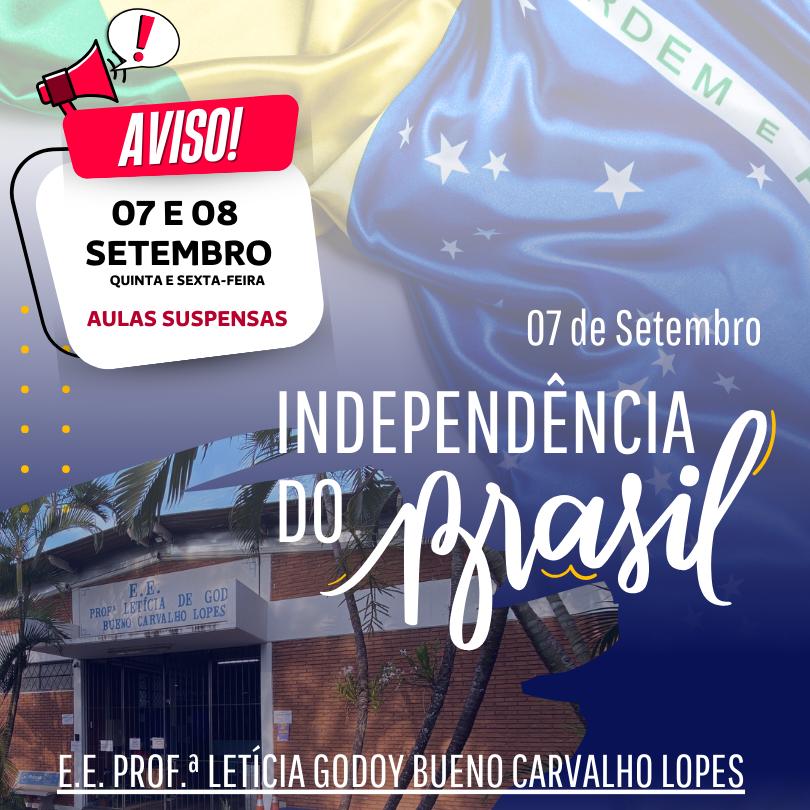 RDEM E
!
AVISO!
07 E 08
SETEMBRO
QUINTA E SEXTA-FEIRA
AULAS SUSPENSAS
07 de Setembro
INDEPENDÊNCIA
DO Brasil
E.E.
PROFª LETÍCIA DE GOD
BUENO CARVALHO LOPES
E.E. PROF.ª LETÍCIA GODOY BUENO CARVALHO LOPES